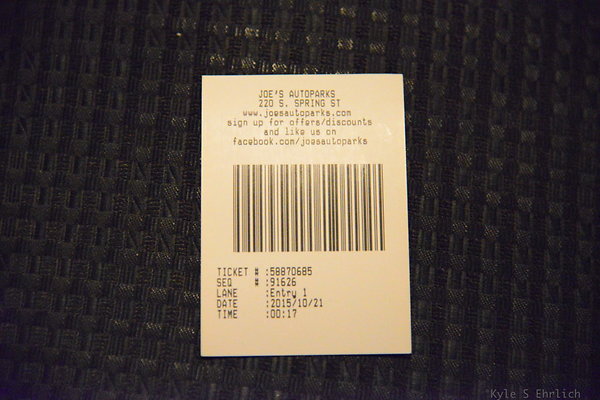 JOE'S AUTOPARKS
220 S. SPRING ST
www.joesautoparks.com
sign up for offers/discounts
and like us on
facebook.com/joesautoparks
TICKET # :58870685
SEQ # :91626
LANE :Entry 1
DATE :2015/10/21
TIME :00:17
Kyle S Ehrlich